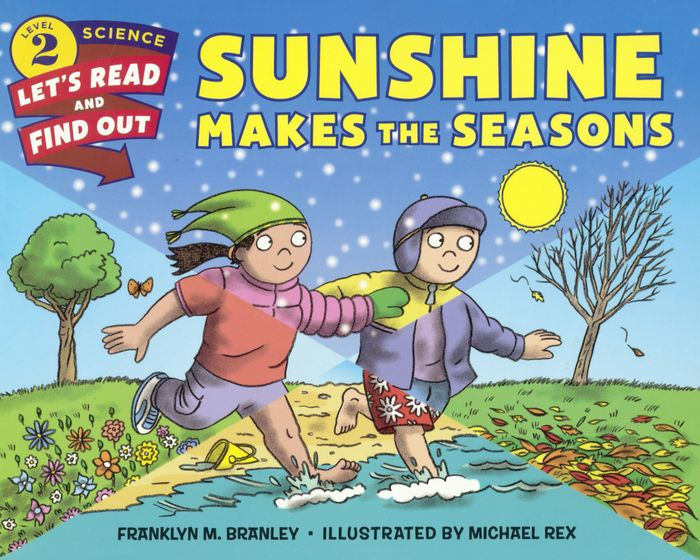 LEVEL
2
SCIENCE
LET'S READ
AND
FIND OUT
SUNSHINE
MAKES THE SEASONS
FRANKLYN M. BRANLEY • ILLUSTRATED BY MICHAEL REX